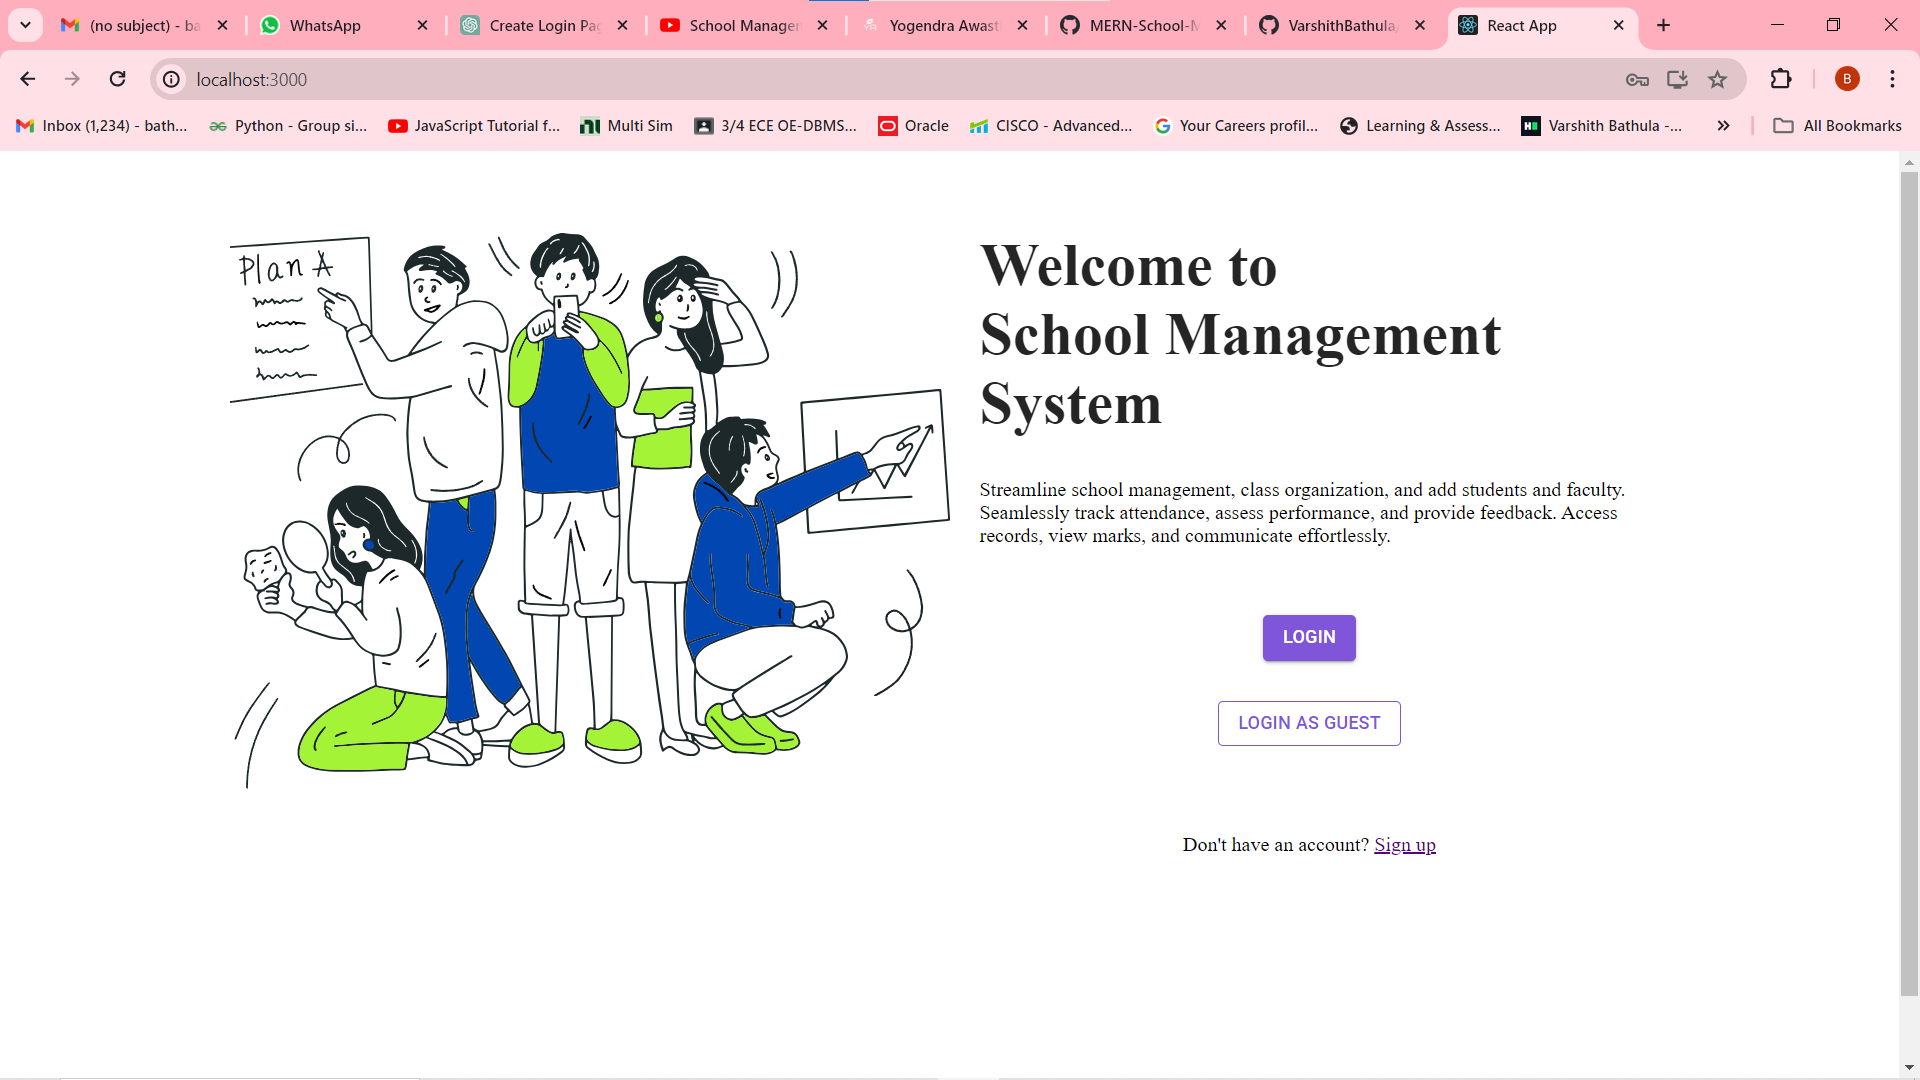 (no subject) - ba
WhatsApp
Create Login Pag
School Managem
Yogendra Awast
MERN-School-M
VarshithBathula/
React App
localhost:3000
B
Inbox (1,234) - bath...
Python - Group si...
JavaScript Tutorial f...
Multi Sim
3/4 ECE OE-DBMS...
Oracle
CISCO - Advanced...
Your Careers profil...
Learning & Assess...
Varshith Bathula -...
All Bookmarks
Plan A
Welcome to
School Management
System
Streamline school management, class organization, and add students and faculty.
Seamlessly track attendance, assess performance, and provide feedback. Access
records, view marks, and communicate effortlessly.
LOGIN
LOGIN AS GUEST
Don't have an account? Sign up